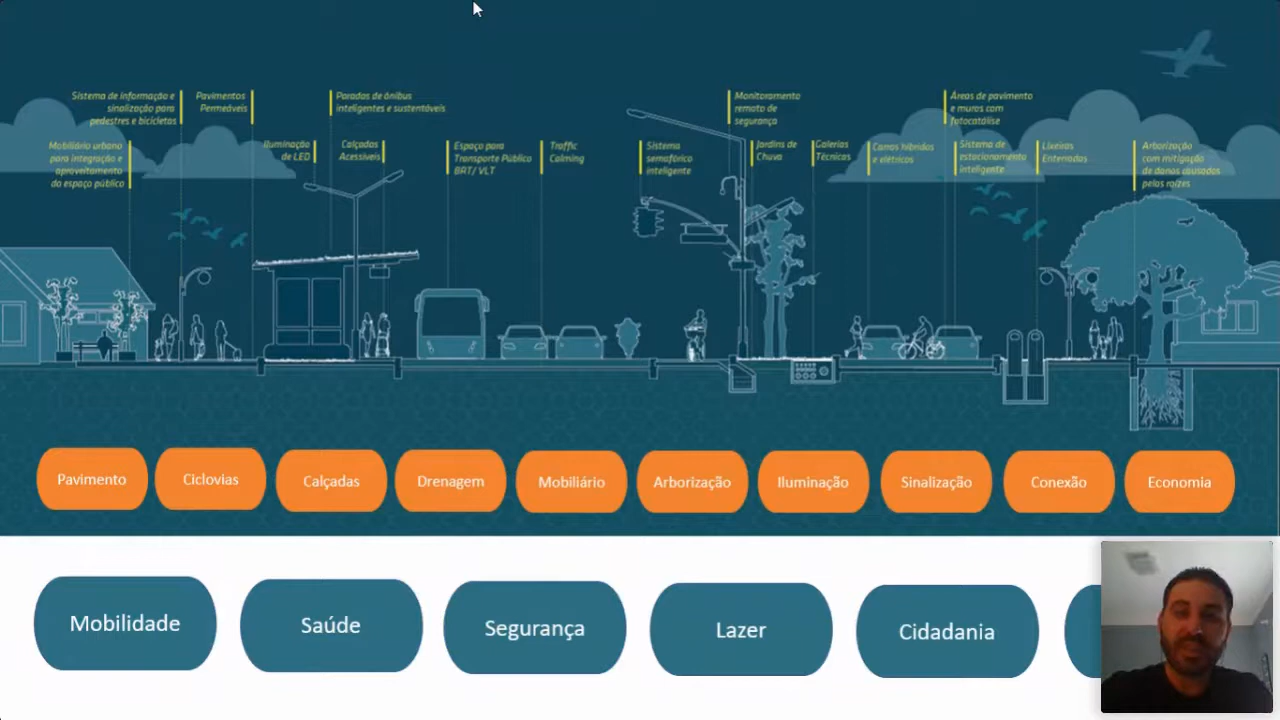 Sistema de informação e
sinalização para
pedestres e bicicletas
Pavimentos
Permeáveis
Paradas de ônibus
inteligentes e sustentáveis
Monitoramento
remoto de
segurança
Áreas de pavimento
e muros com
fotocatálise
Mobiliário urbano
para integração e
aproveitamento
do espaço público
Iluminação
de LED
Calçadas
Acessíveis
Espaço para
Transporte Público
BRT/ VLT
Traffic
Calming
Sistema
semafórico
inteligente
Jardins de
Chuva
Galerias
Técnicas
Carros híbridos
e elétricos
Sistema de
estacionamento
inteligente
Lixeiras
Enterradas
Arborização
com mitigação
de danos causados
pelas raízes
Pavimento
Ciclovias
Calçadas
Drenagem
Mobiliário
Arborização
Iluminação
Sinalização
Conexão
Economia
Mobilidade
Saúde
Segurança
Lazer
Cidadania